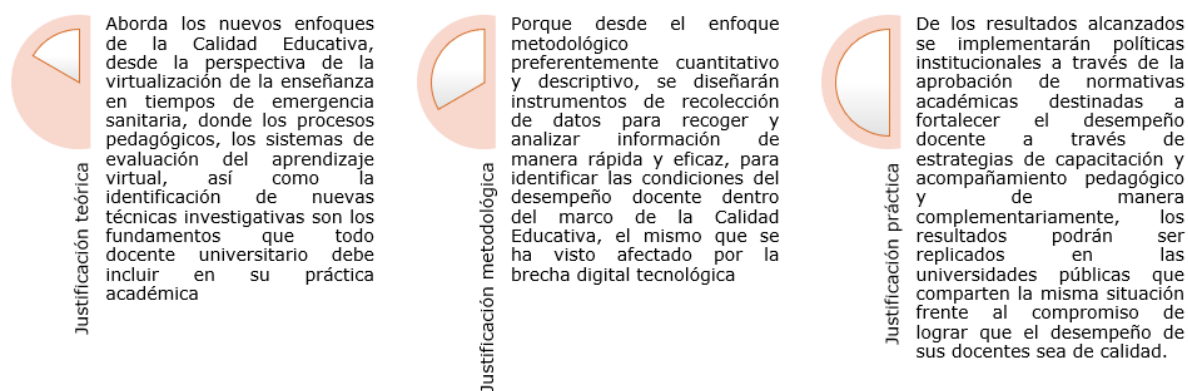 Justificación teórica
Aborda los nuevos enfoques
de la Calidad Educativa,
desde la perspectiva de la
virtualización de la enseñanza
en tiempos de emergencia
sanitaria, donde los procesos
pedagógicos, los sistemas de
evaluación del aprendizaje
virtual, así como la
identificación de nuevas
técnicas investigativas son los
fundamentos que todo
docente universitario debe
incluir en su práctica
académica
Justificación metodológica
Porque desde el enfoque
metodológico
preferentemente cuantitativo
y descriptivo, se diseñarán
instrumentos de recolección
de datos para recoger y
analizar información de
manera rápida y eficaz, para
identificar las condiciones del
desempeño docente dentro
del marco de la Calidad
Educativa, el mismo que se
ha visto afectado por la
brecha digital tecnológica
Justificación práctica
De los resultados alcanzados
se implementarán políticas
institucionales a través de la
aprobación de normativas
académicas destinadas a
fortalecer el desempeño
docente a través de
estrategias de capacitación y
acompañamiento pedagógico
y de manera
complementariamente, los
resultados podrán ser
replicados en las
universidades públicas que
comparten la misma situación
frente al compromiso de
lograr que el desempeño de
sus docentes sea de calidad.